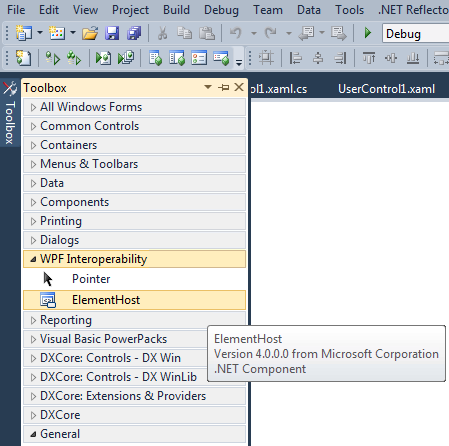 File Edit View Project Build Debug Team Data Tools .NET Reflector
Debug
Toolbox
Toolbox
ol1.xaml.cs UserControl1.xaml
All Windows Forms
Common Controls
Containers
Menus & Toolbars
Data
Components
Printing
Dialogs
WPF Interoperability
Pointer
ElementHost
Reporting
Visual Basic PowerPacks
DXCore: Controls - DX Win
DXCore: Controls - DX WinLib
DXCore: Extensions & Providers
DXCore
General
ElementHost
Version 4.0.0.0 from Microsoft Corporation
.NET Component